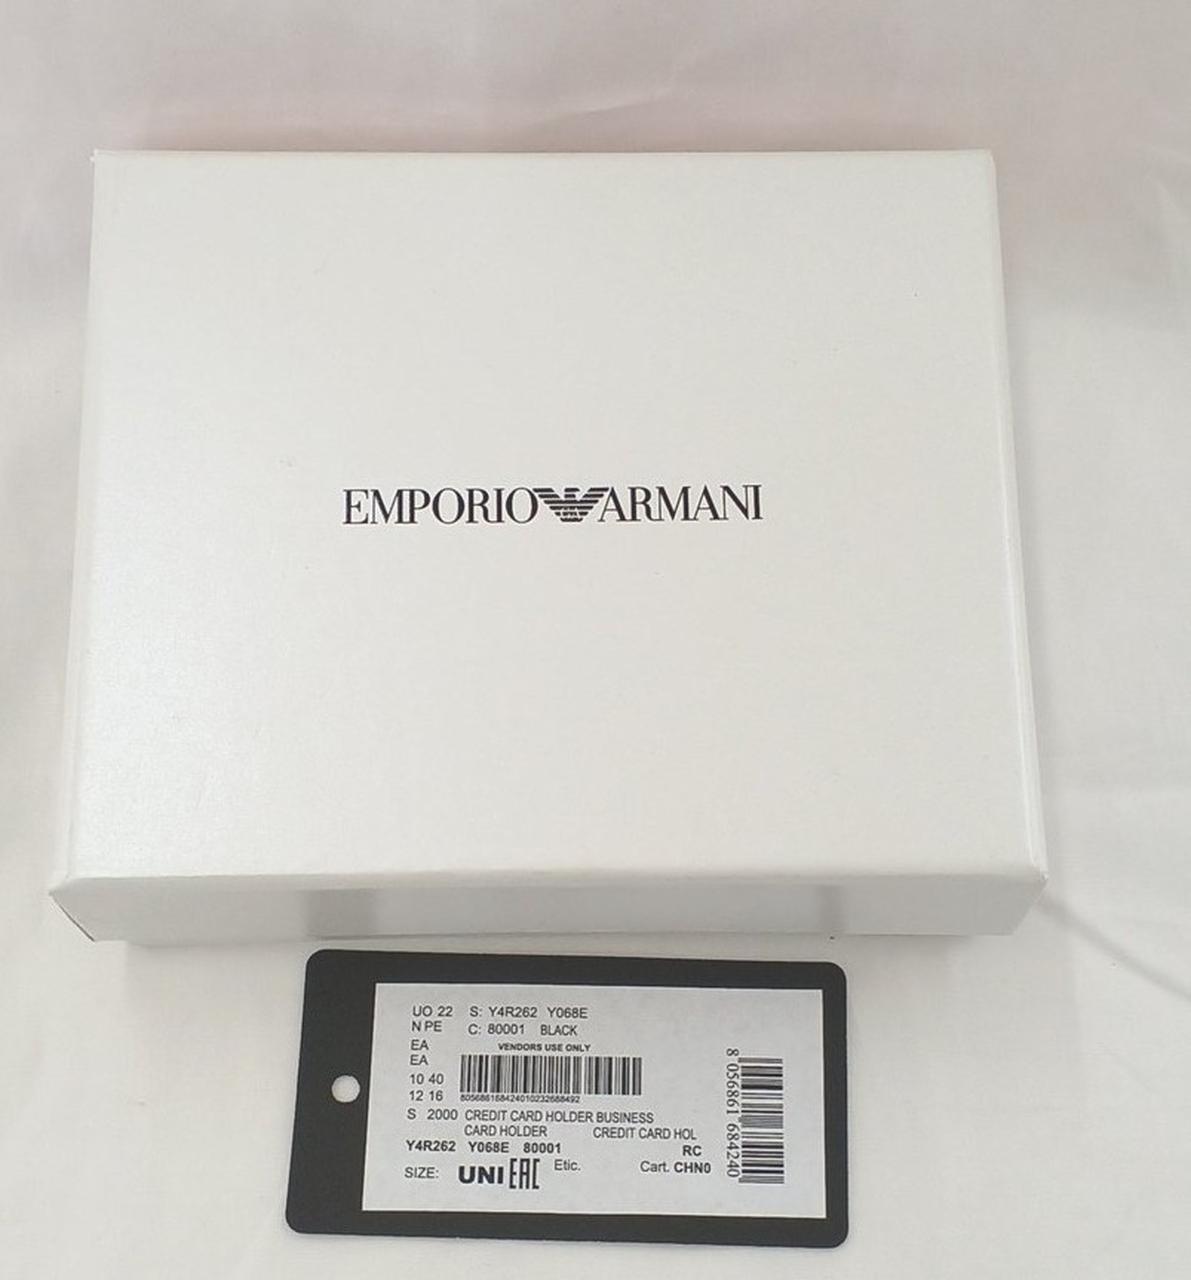 EMPORIO ARMANI
UO 22 S: Y4R262 Y068E
N PE C: 80001 BLACK
EA VENDORS USE ONLY
EA
10 40
12 16 805686168424010232688492
S 2000 CREDIT CARD HOLDER BUSINESS
CARD HOLDER CREDIT CARD HOL
Y4R262 Y068E 80001 RC
SIZE: UNI EAC Etic. Cart. CHN0
8 056861 684240